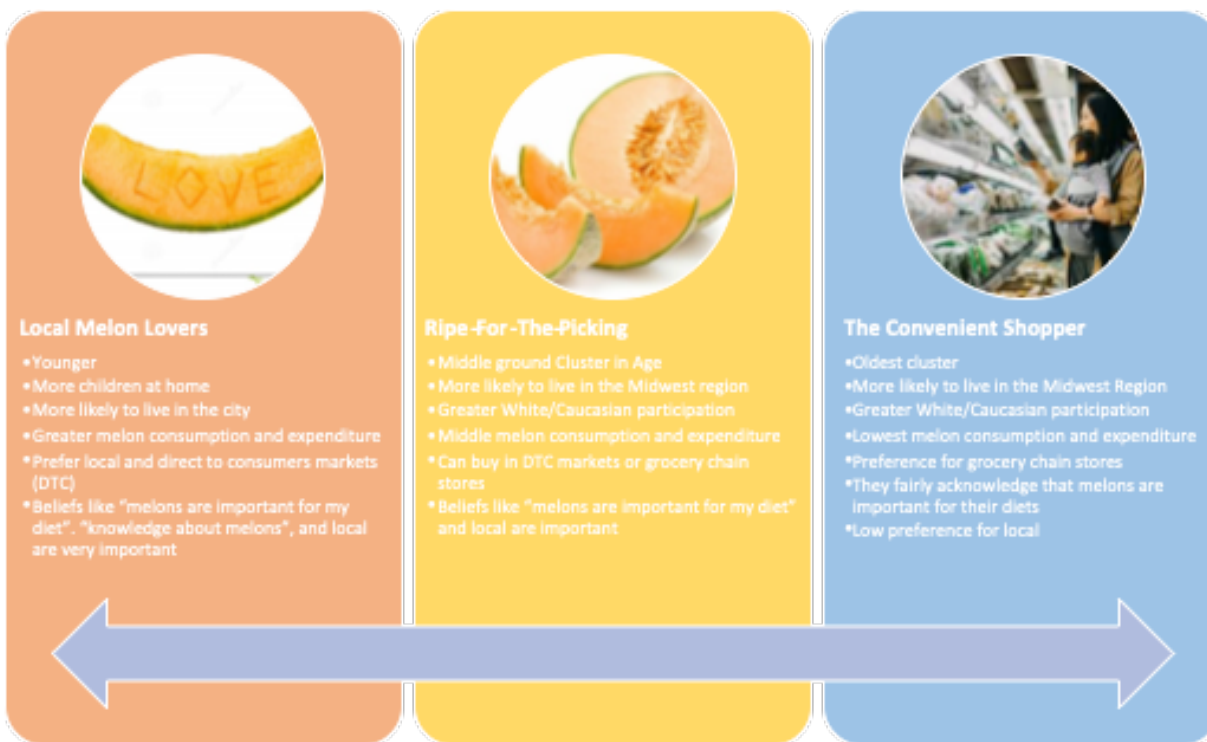 LOVE
Local Melon Lovers
•Younger
•More children at home
•More likely to live in the city
•Greater melon consumption and expenditure
•Prefer local and direct to consumers markets
(DTC)
•Beliefs like "melons are important for my
diet". "knowledge about melons", and local
are very important
Ripe-For-The-Picking
•Middle ground Cluster in Age
•More likely to live in the Midwest region
•Greater White/Caucasian participation
•Middle melon consumption and expenditure
•Can buy in DTC markets or grocery chain
stores
•Beliefs like "melons are important for my diet"
and local are important
The Convenient Shopper
•Oldest cluster
•More likely to live in the Midwest Region
•Greater White/Caucasian participation
•Lowest melon consumption and expenditure
•Preference for grocery chain stores
•They fairly acknowledge that melons are
important for their diets
•Low preference for local